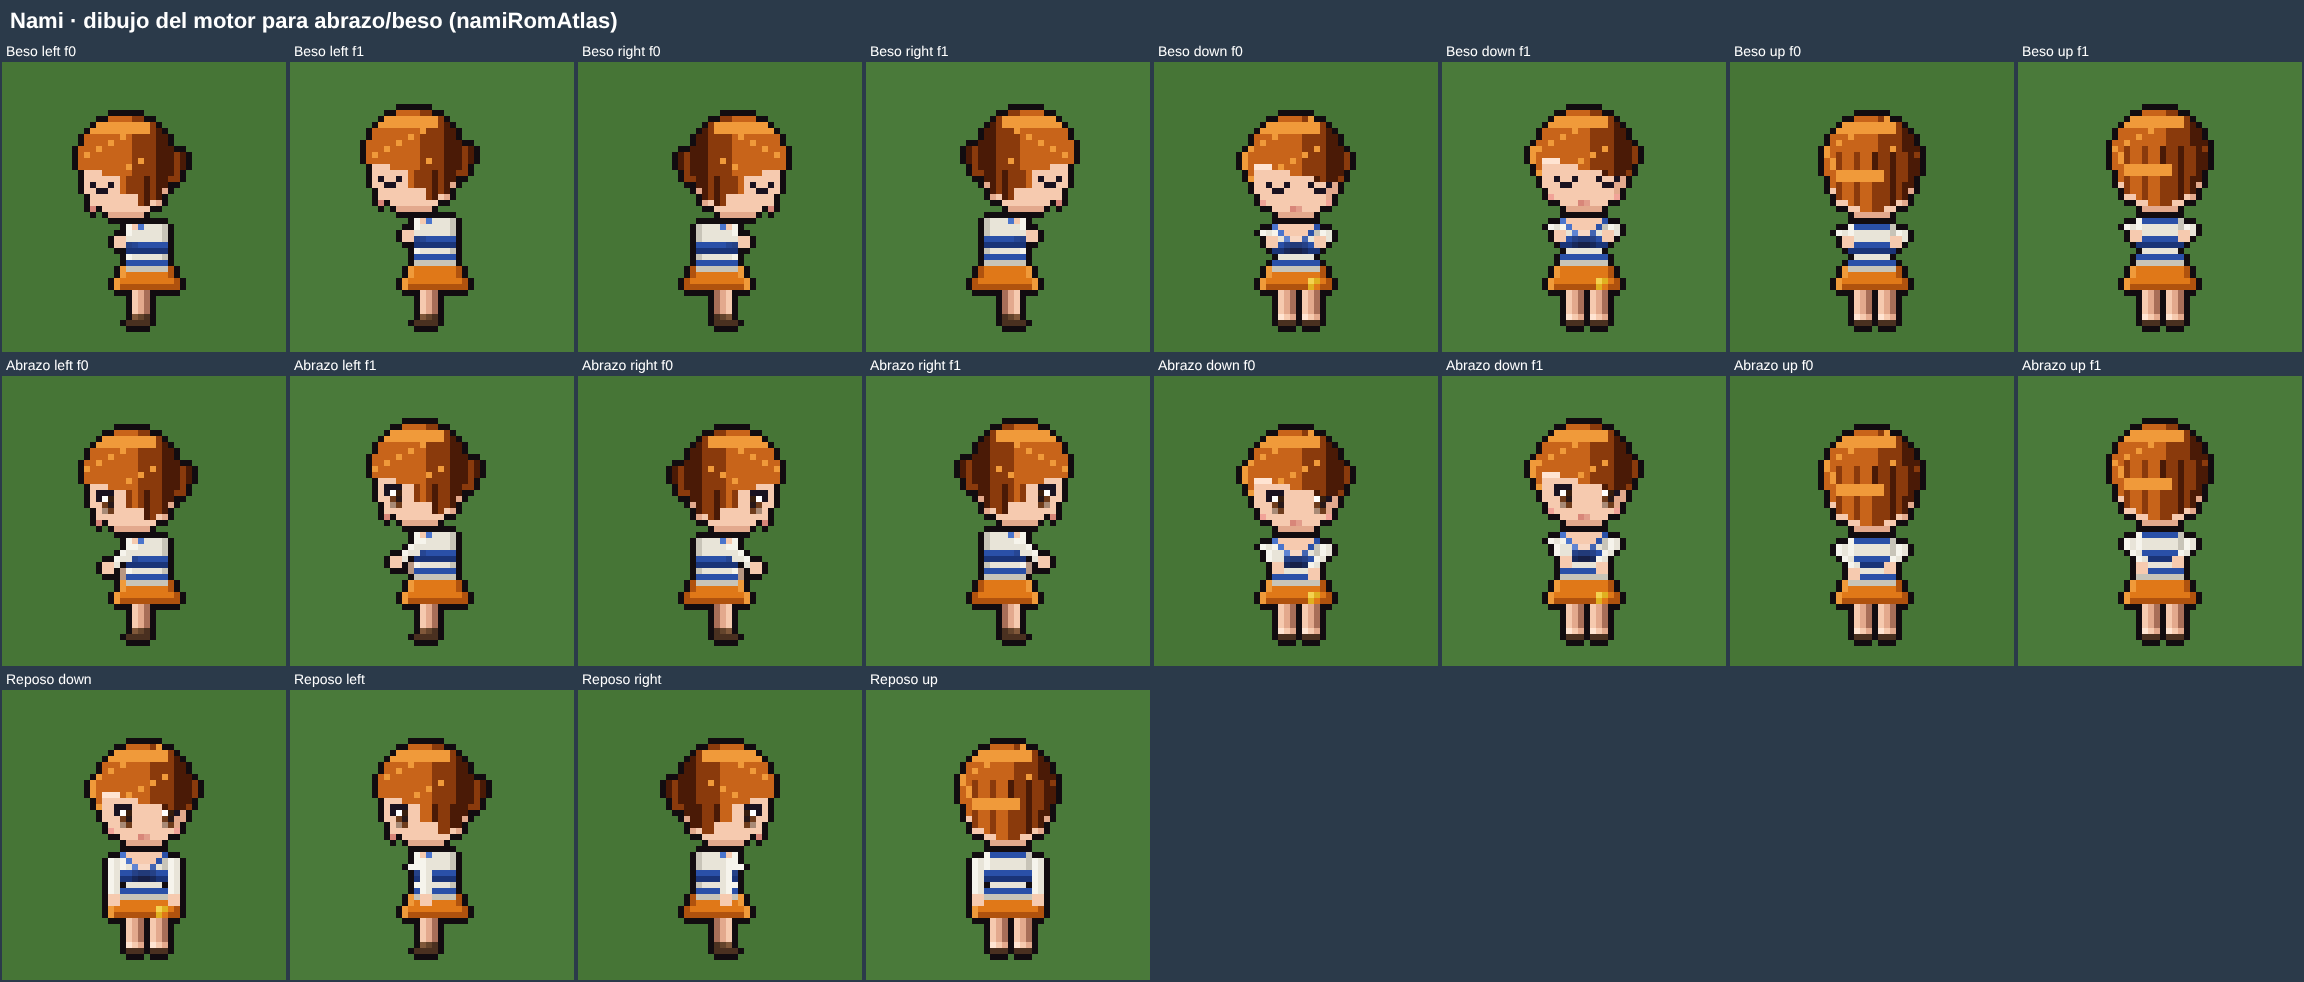 Nami · dibujo del motor para abrazo/beso (namiRomAtlas)
Beso left f0
Beso left f1
Beso right f0
Beso right f1
Beso down f0
Beso down f1
Beso up f0
Beso up f1
Abrazo left f0
Abrazo left f1
Abrazo right f0
Abrazo right f1
Abrazo down f0
Abrazo down f1
Abrazo up f0
Abrazo up f1
Reposo down
Reposo left
Reposo right
Reposo up